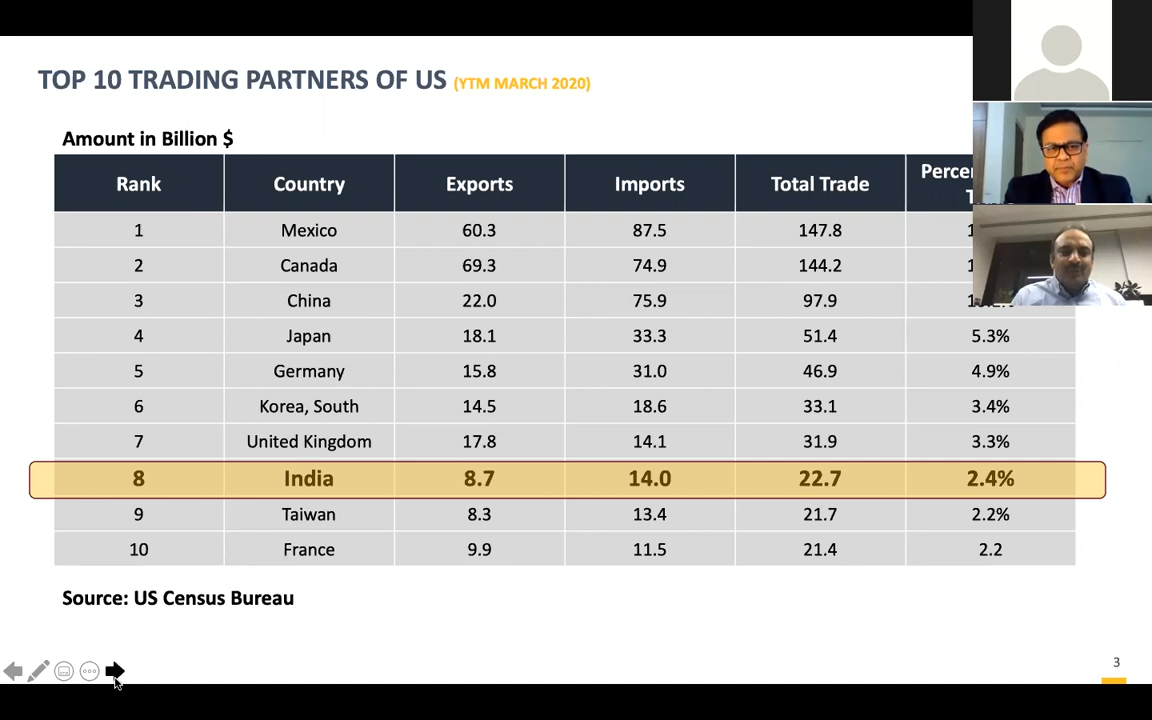 TOP 10 TRADING PARTNERS OF US (YTM MARCH 2020)
Amount in Billion $
Rank Country Exports Imports Total Trade
1 Mexico 60.3 87.5 147.8
2 Canada 69.3 74.9 144.2
3 China 22.0 75.9 97.9
4 Japan 18.1 33.3 51.4 5.3%
5 Germany 15.8 31.0 46.9 4.9%
6 Korea, South 14.5 18.6 33.1 3.4%
7 United Kingdom 17.8 14.1 31.9 3.3%
8 India 8.7 14.0 22.7 2.4%
9 Taiwan 8.3 13.4 21.7 2.2%
10 France 9.9 11.5 21.4 2.2
Source: US Census Bureau
3